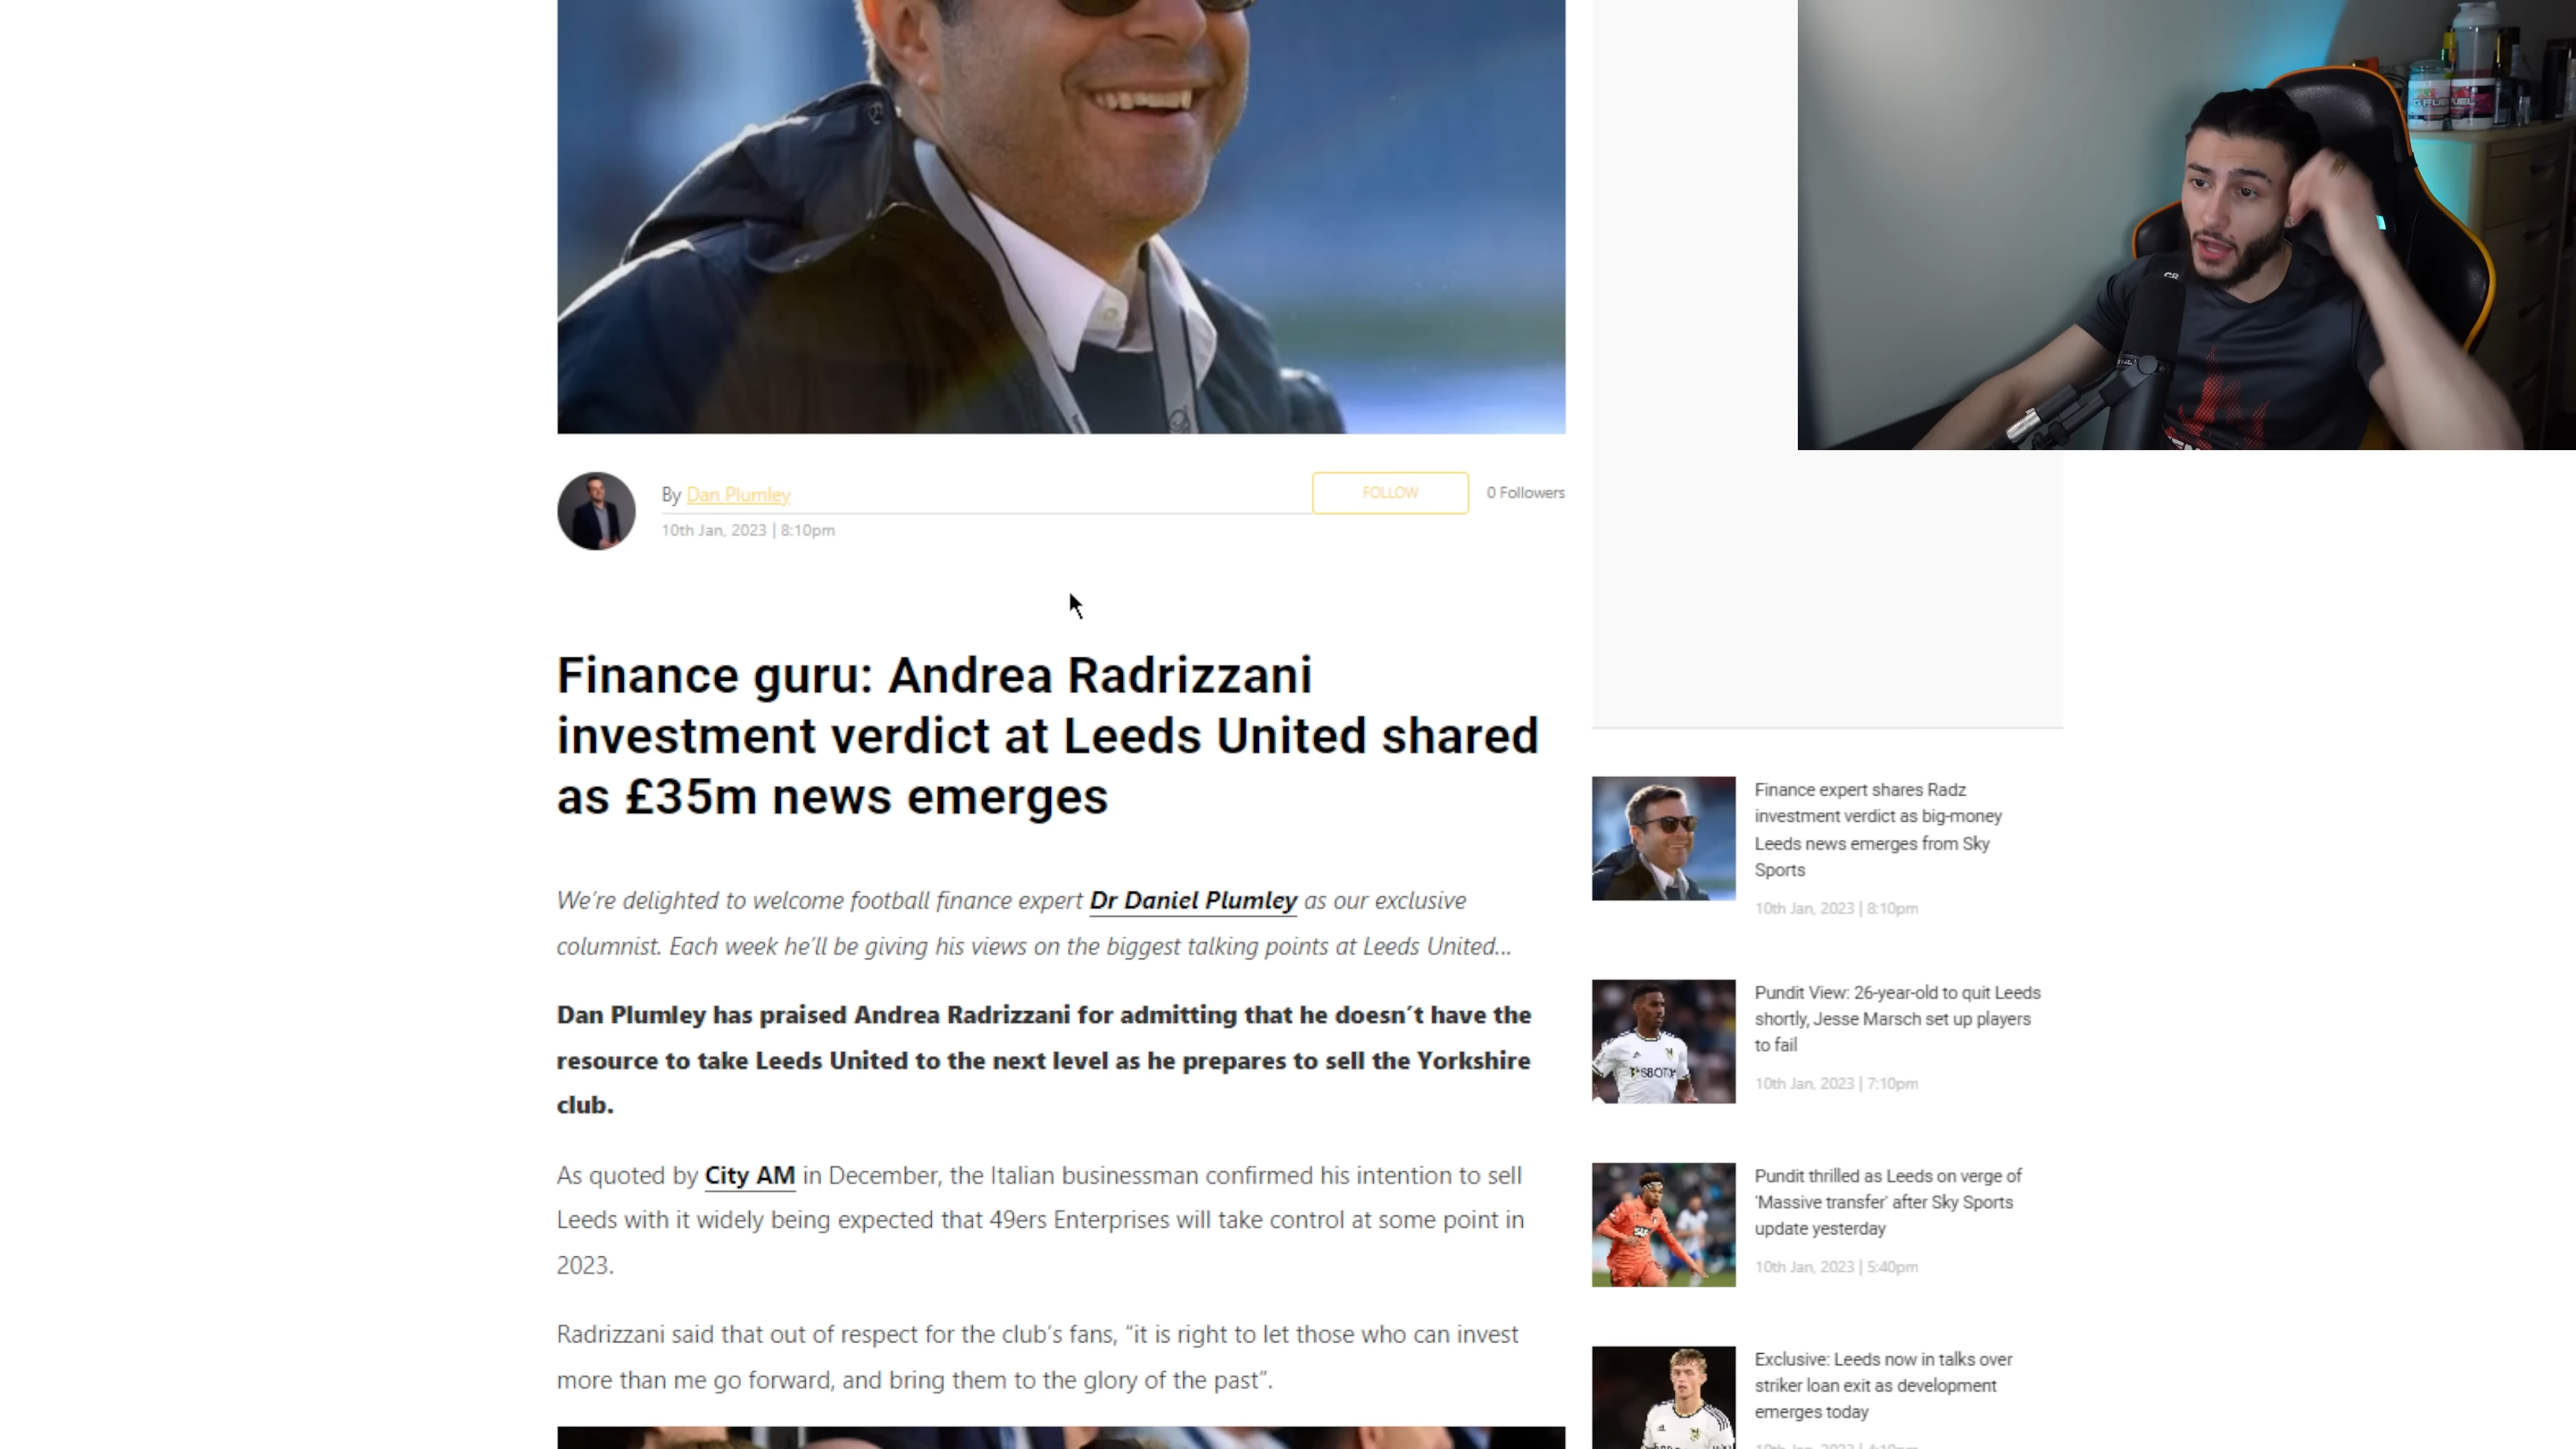 By Dan Plumley
FOLLOW
0 Followers
10th Jan, 2023 | 8:10pm
Finance guru: Andrea Radrizzani
investment verdict at Leeds United shared
as £35m news emerges
We're delighted to welcome football finance expert Dr Daniel Plumley as our exclusive
columnist. Each week he'll be giving his views on the biggest talking points at Leeds United...
Dan Plumley has praised Andrea Radrizzani for admitting that he doesn't have the
resource to take Leeds United to the next level as he prepares to sell the Yorkshire
club.
As quoted by City AM in December, the Italian businessman confirmed his intention to sell
Leeds with it widely being expected that 49ers Enterprises will take control at some point in
2023.
Radrizzani said that out of respect for the club's fans, “it is right to let those who can invest
more than me go forward, and bring them to the glory of the past”.
Finance expert shares Radz
investment verdict as big-money
Leeds news emerges from Sky
Sports
10th Jan, 2023 | 8:10pm
Pundit View: 26-year-old to quit Leeds
shortly, Jesse Marsch set up players
to fail
10th Jan, 2023 | 7:10pm
Pundit thrilled as Leeds on verge of
'Massive transfer' after Sky Sports
update yesterday
10th Jan, 2023 | 5:40pm
Exclusive: Leeds now in talks over
striker loan exit as development
emerges today